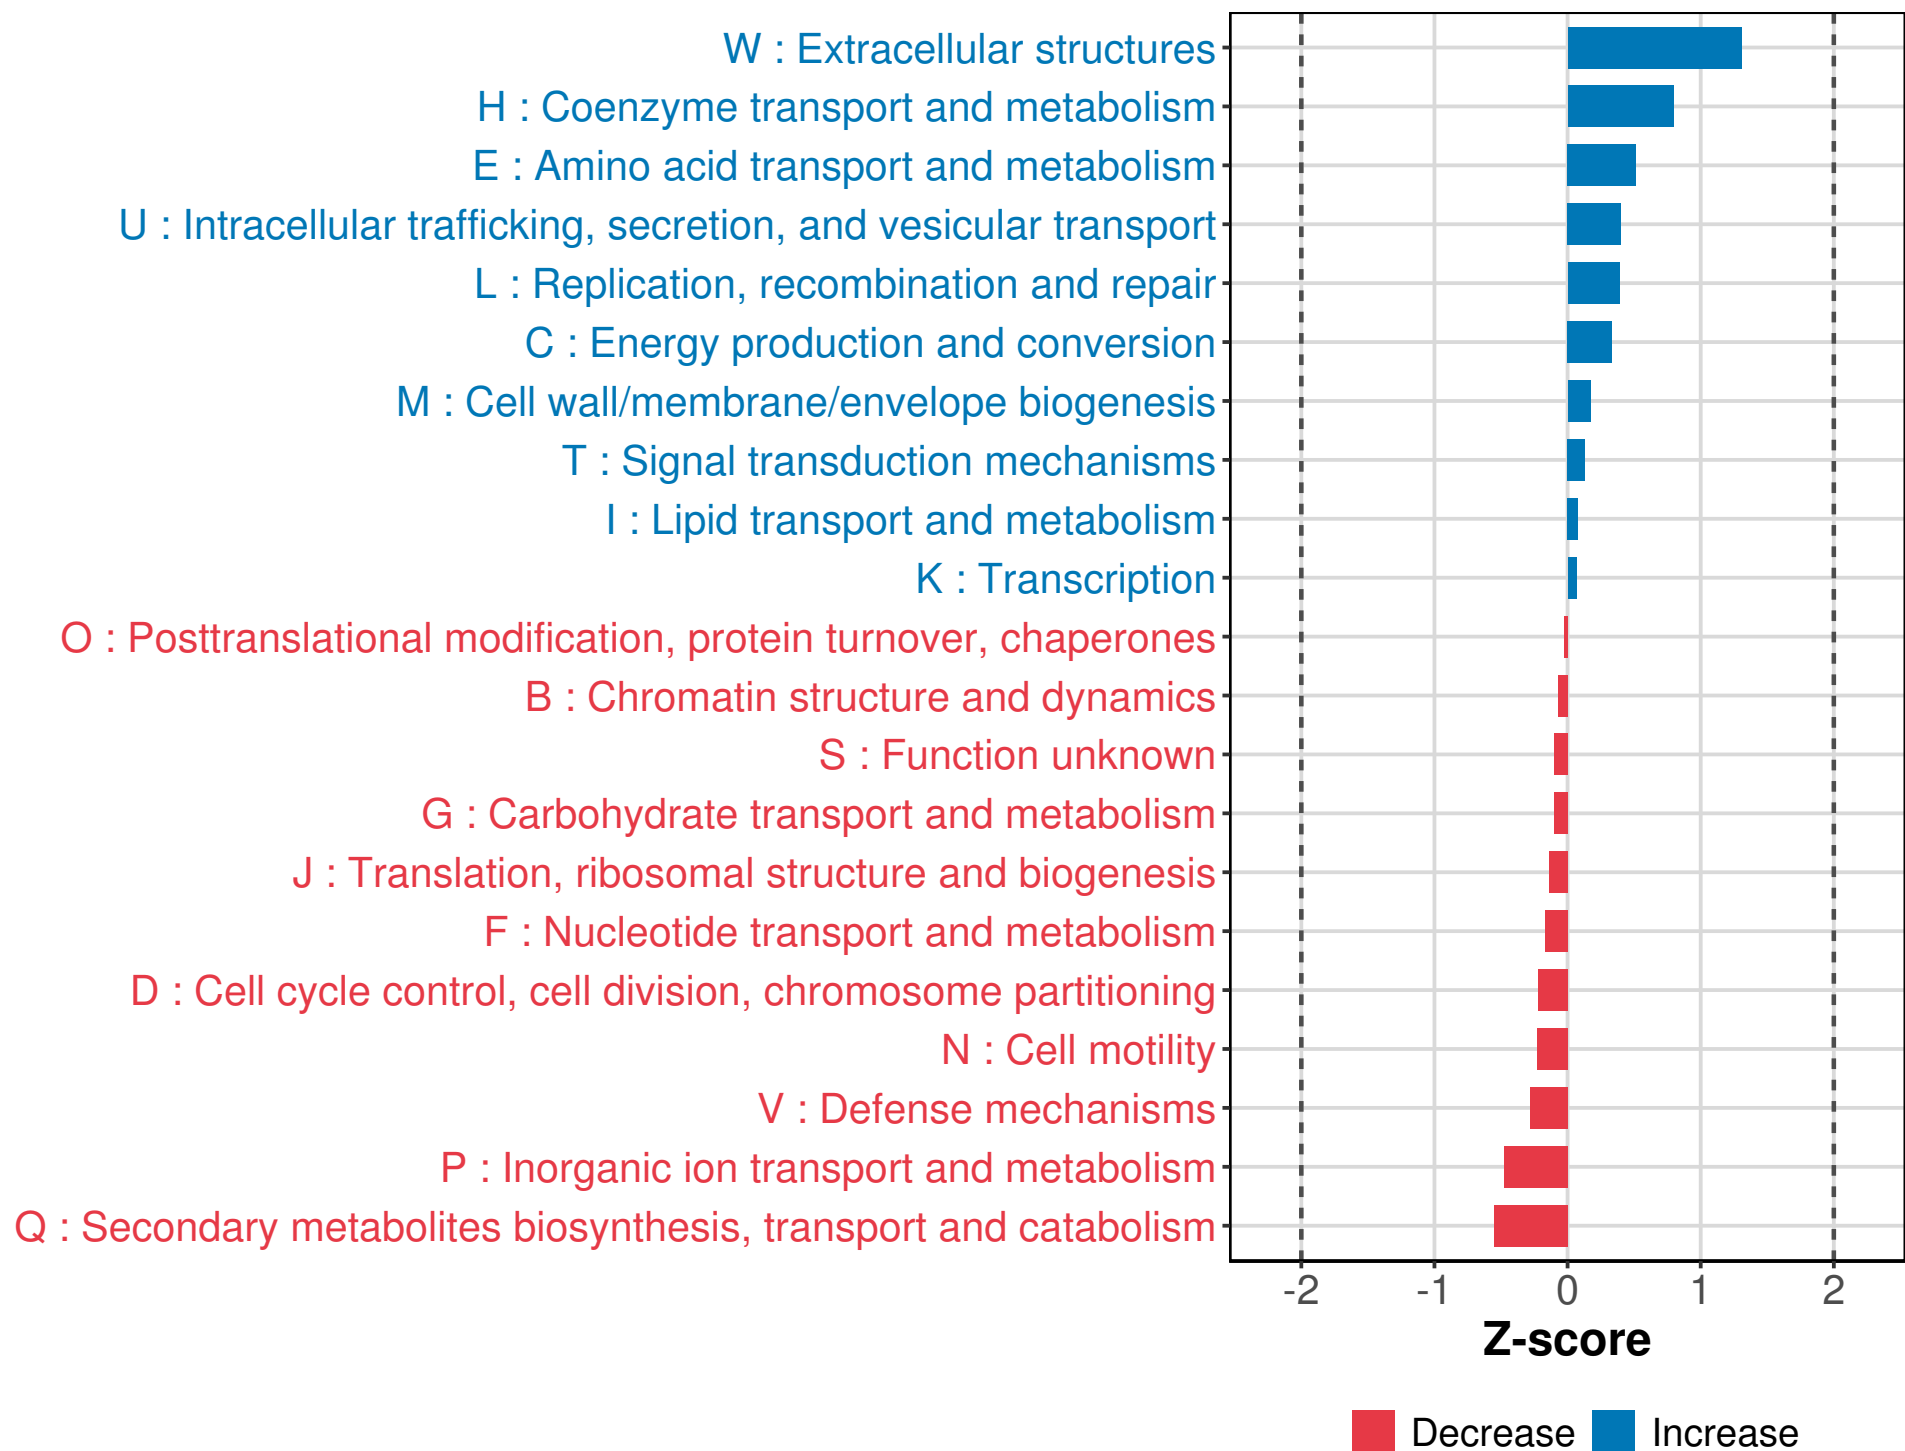 W : Extracellular structures
H : Coenzyme transport and metabolism
E : Amino acid transport and metabolism
U : Intracellular trafficking, secretion, and vesicular transport
L : Replication, recombination and repair
C : Energy production and conversion
M : Cell wall/membrane/envelope biogenesis
T : Signal transduction mechanisms
I : Lipid transport and metabolism
K : Transcription
O : Posttranslational modification, protein turnover, chaperones
B : Chromatin structure and dynamics
S : Function unknown
G : Carbohydrate transport and metabolism
J : Translation, ribosomal structure and biogenesis
F : Nucleotide transport and metabolism
D : Cell cycle control, cell division, chromosome partitioning
N : Cell motility
V : Defense mechanisms
P : Inorganic ion transport and metabolism
Q : Secondary metabolites biosynthesis, transport and catabolism
-2 -1 0 1 2
Z-score
Decrease Increase